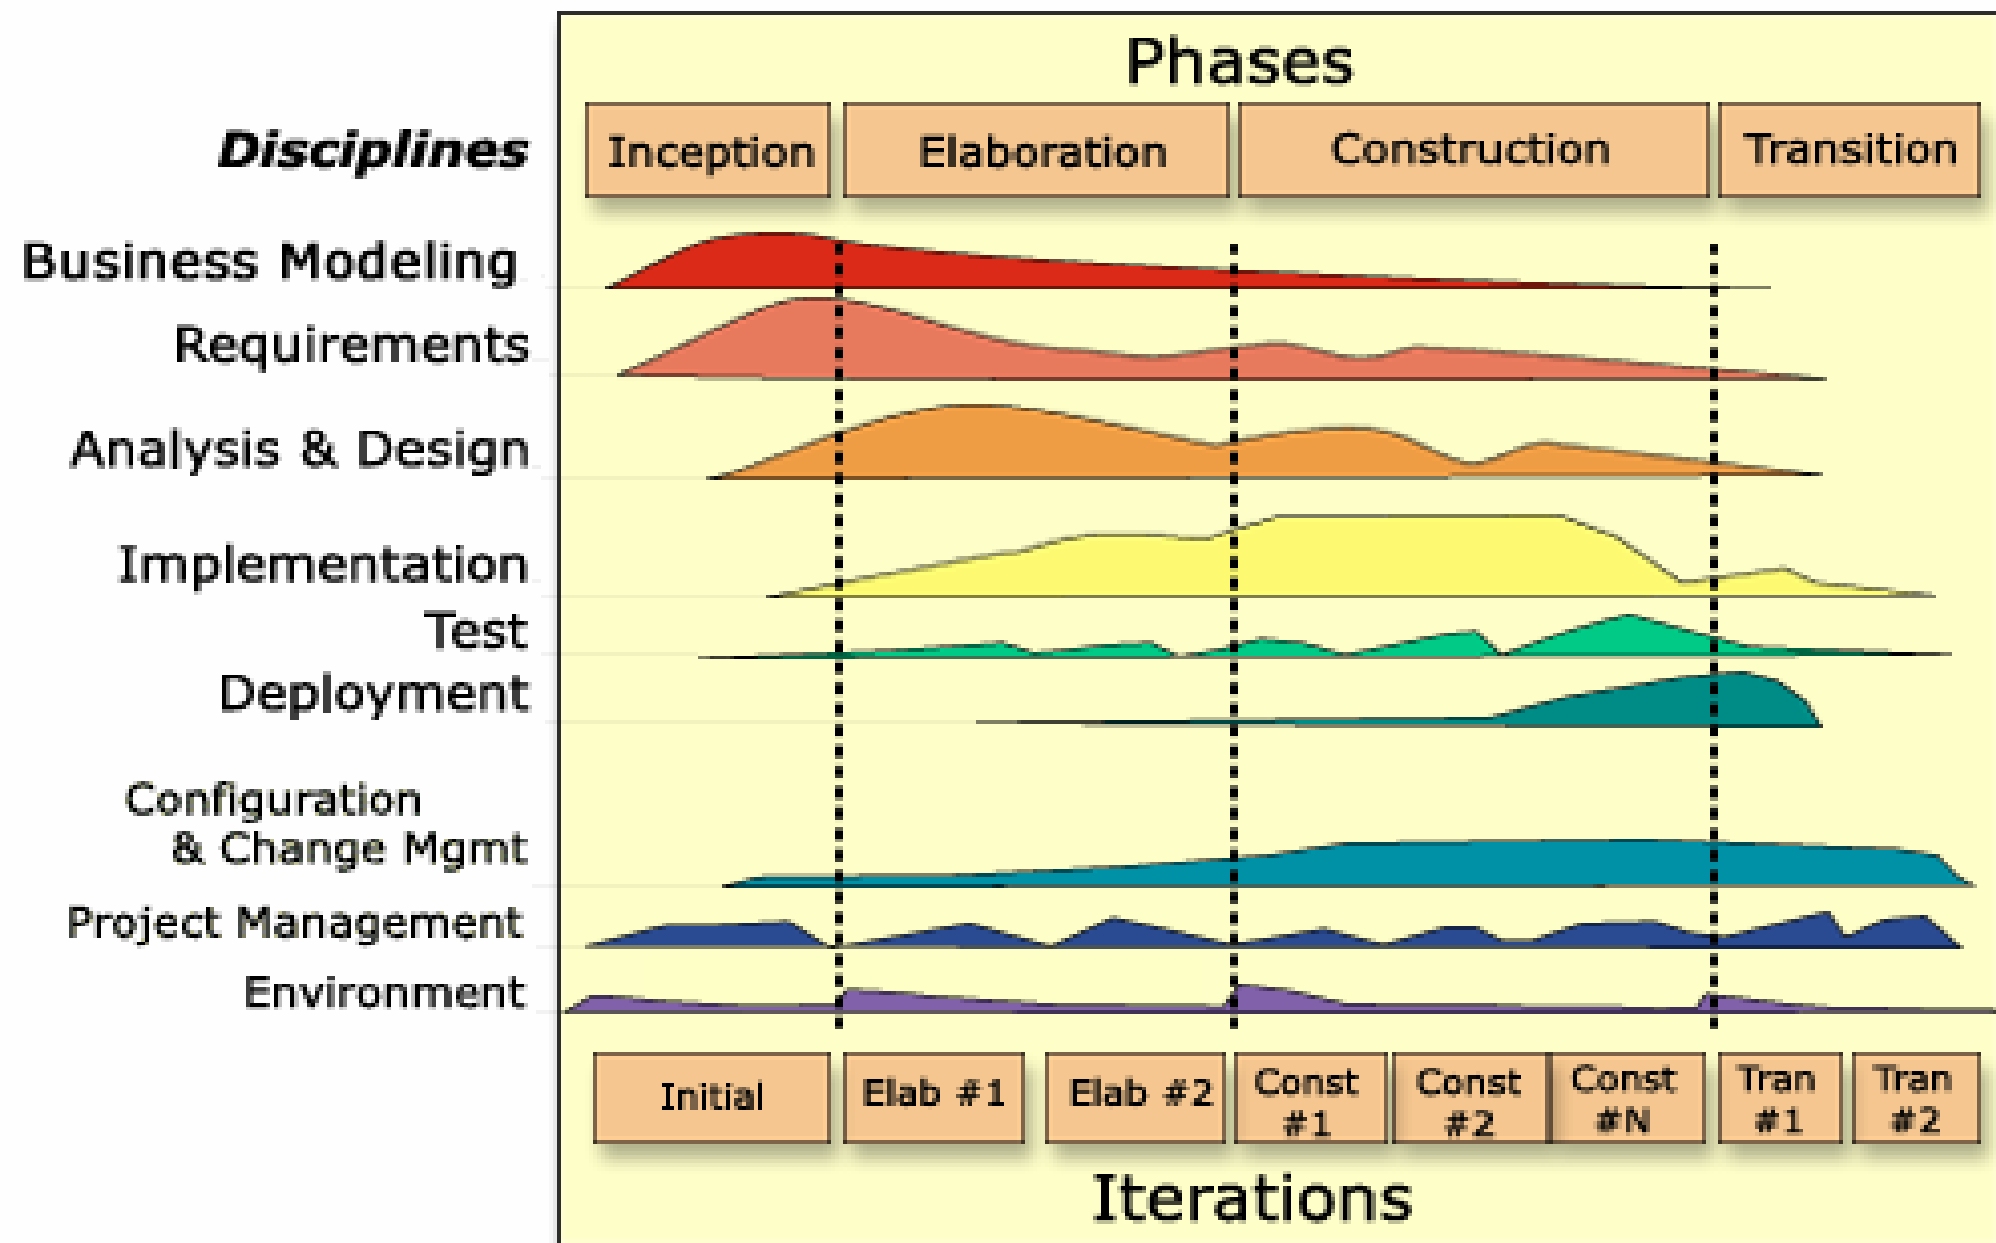 Phases
Disciplines
Inception
Elaboration
Construction
Transition
Business Modeling
Requirements
Analysis & Design
Implementation
Test
Deployment
Configuration
& Change Mgmt
Project Management
Environment
Initial
Elab #1
Elab #2
Const
#1
Const
#2
Const
#N
Tran
#1
Tran
#2
Iterations